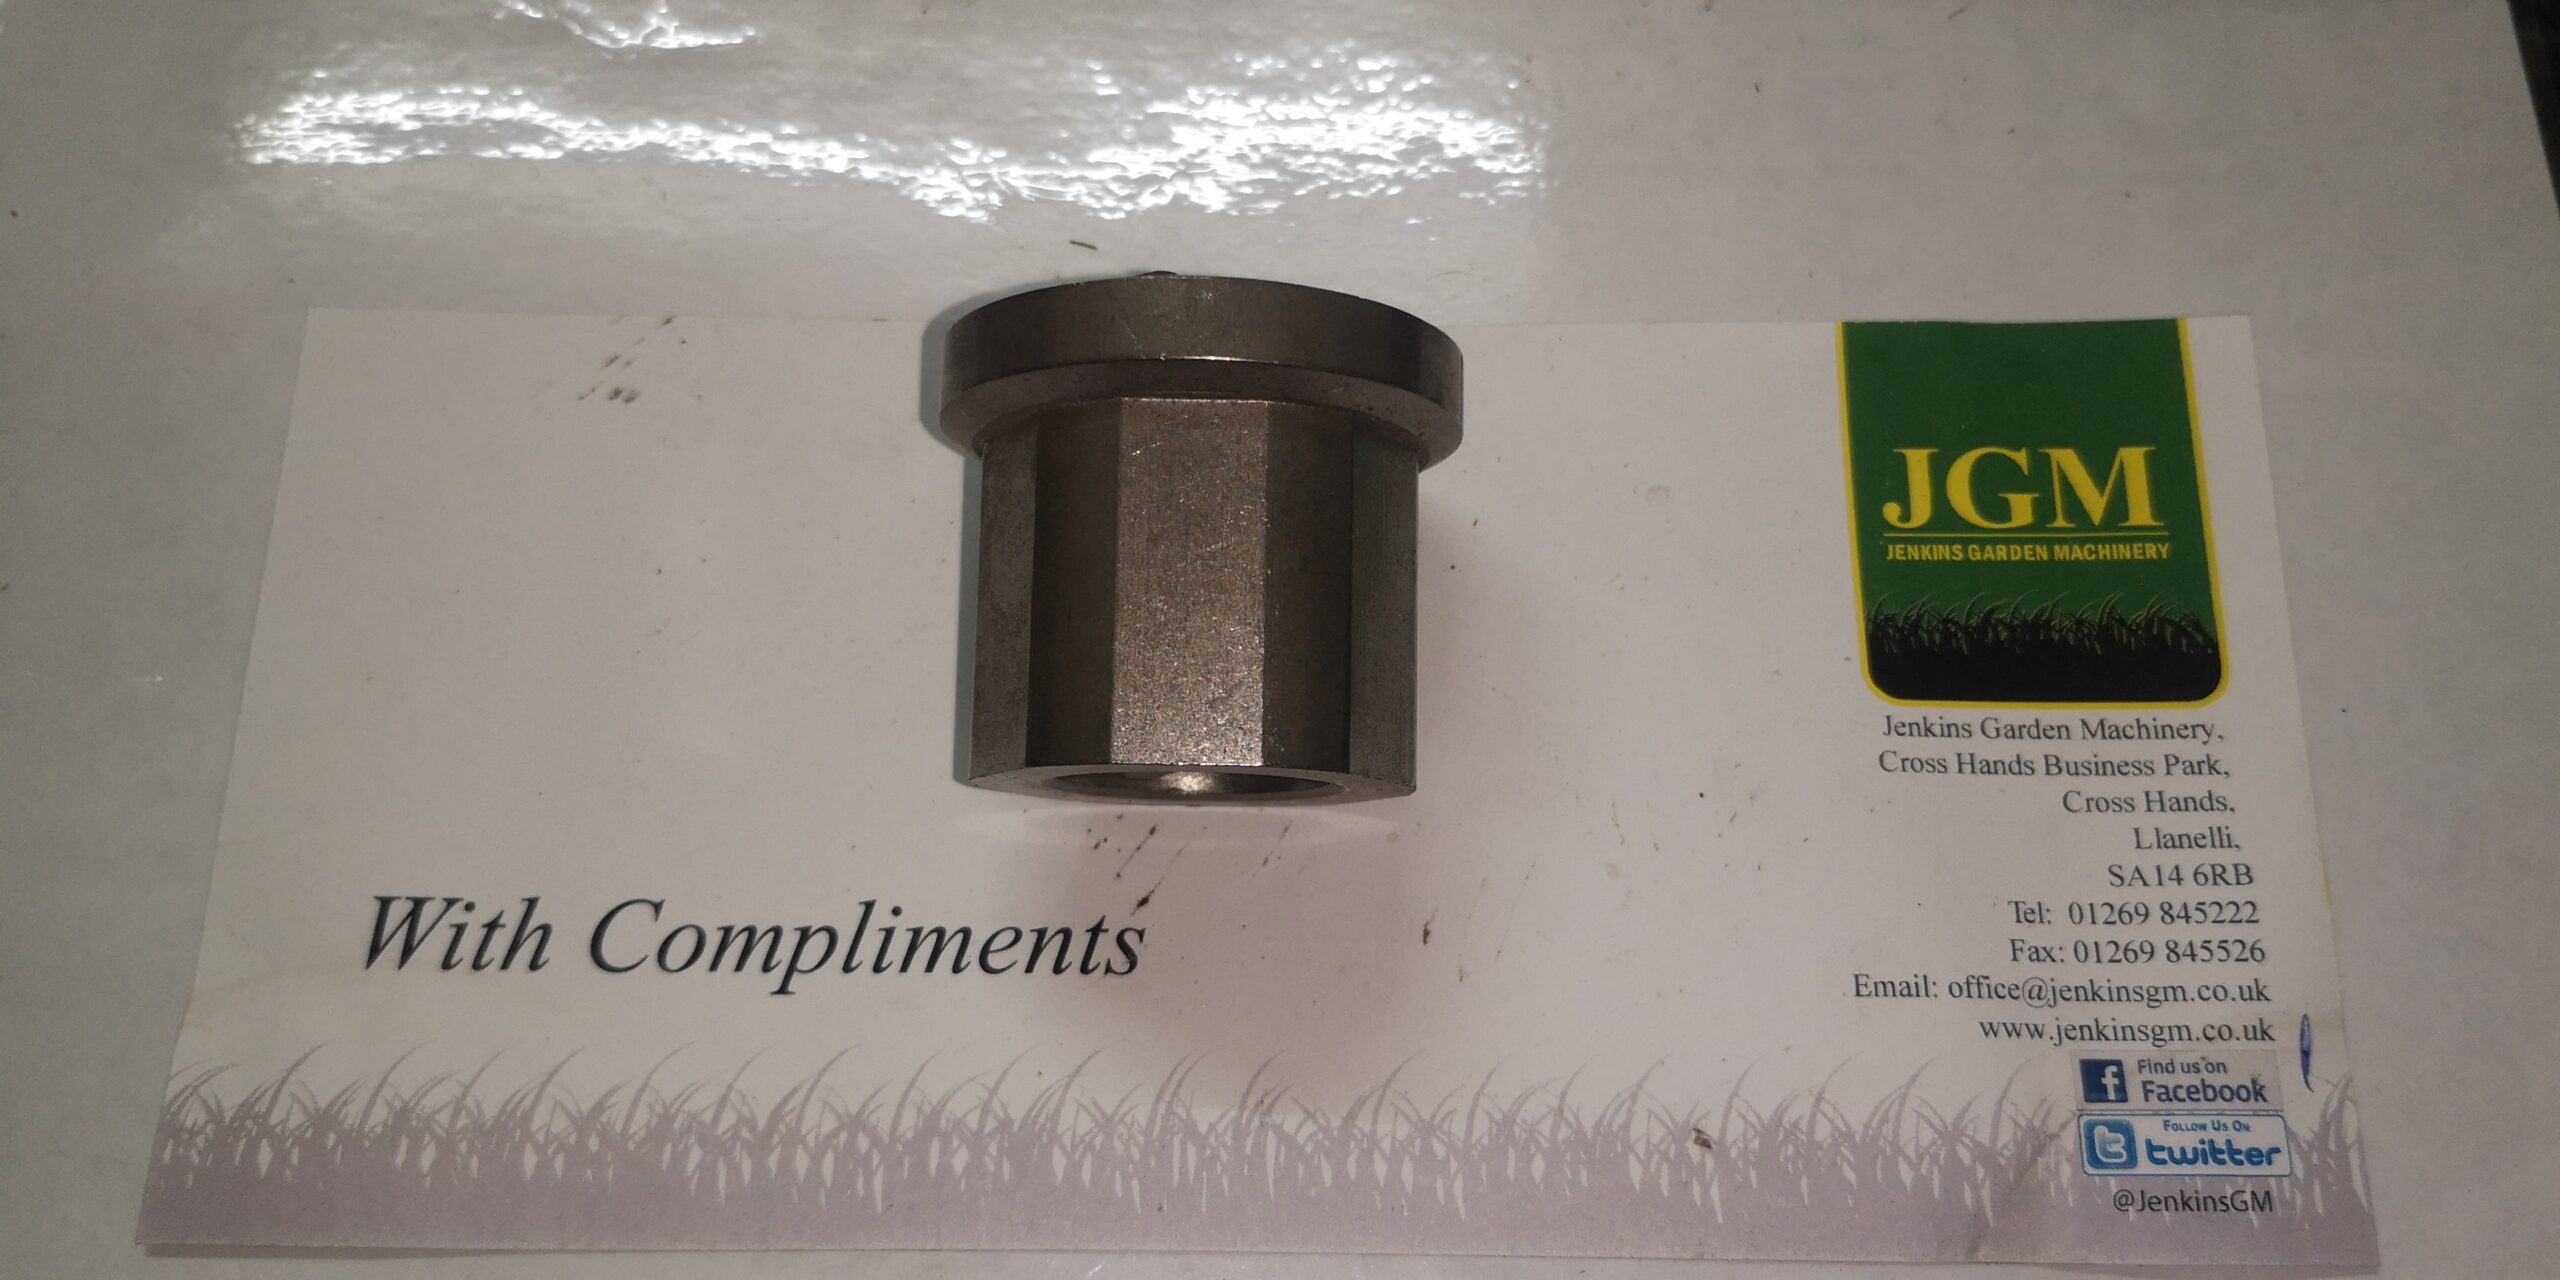 JGM
JENKINS GARDEN MACHINERY
Jenkins Garden Machinery,
Cross Hands Business Park,
Cross Hands,
Llanelli,
SA14 6RB
Tel: 01269 845222
Fax: 01269 845526
Email: office@jenkinsgm.co.uk
www.jenkinsgm.co.uk
Find us on
Facebook
Follow Us On
twitter
@JenkinsGM
With Compliments